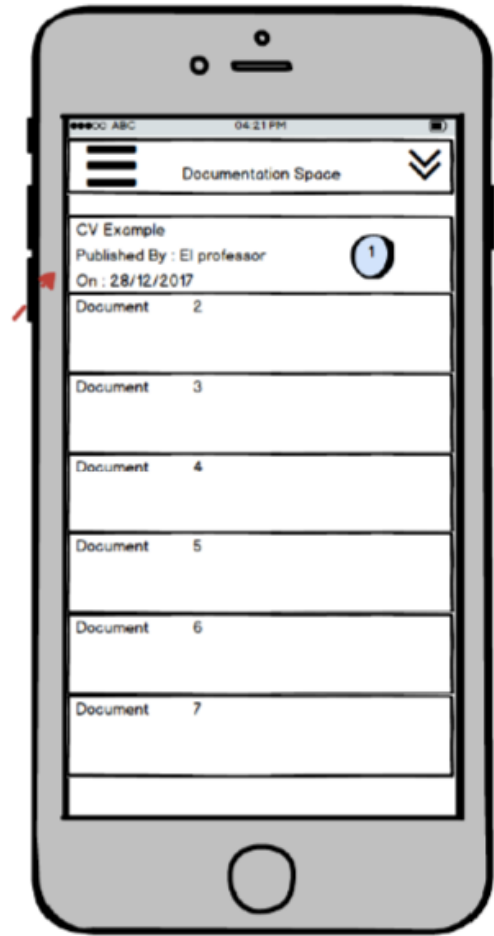 ABC 04:21 PM
Documentation Space
CV Example
Published By : El professor 1
On : 28/12/2017
Document 2
Document 3
Document 4
Document 5
Document 6
Document 7